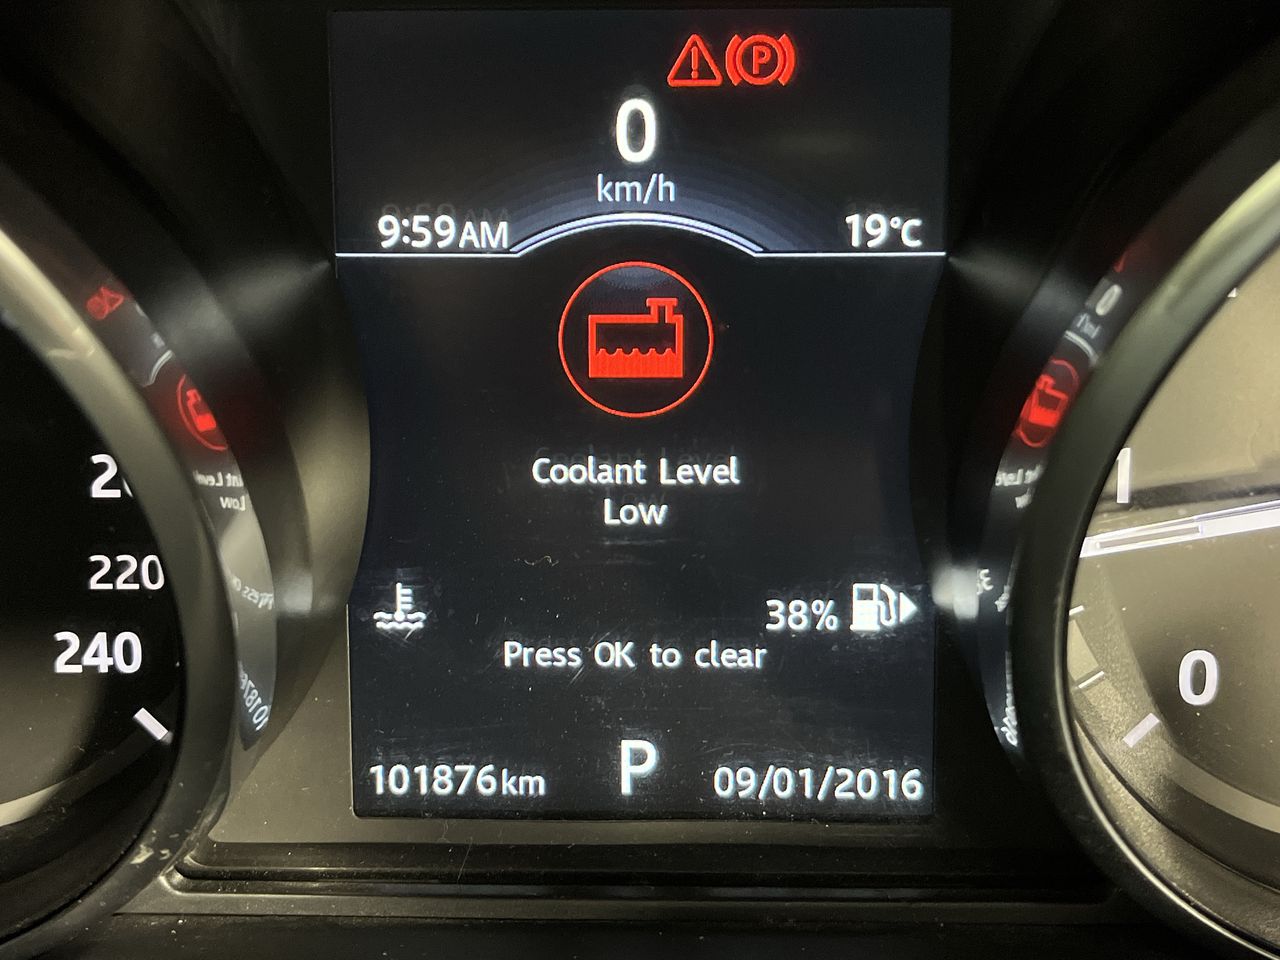 0
km/h
9:59AM 19°C
Coolant Level
Low
38%
Press OK to clear
P
101876km 09/01/2016
220
240
1
0